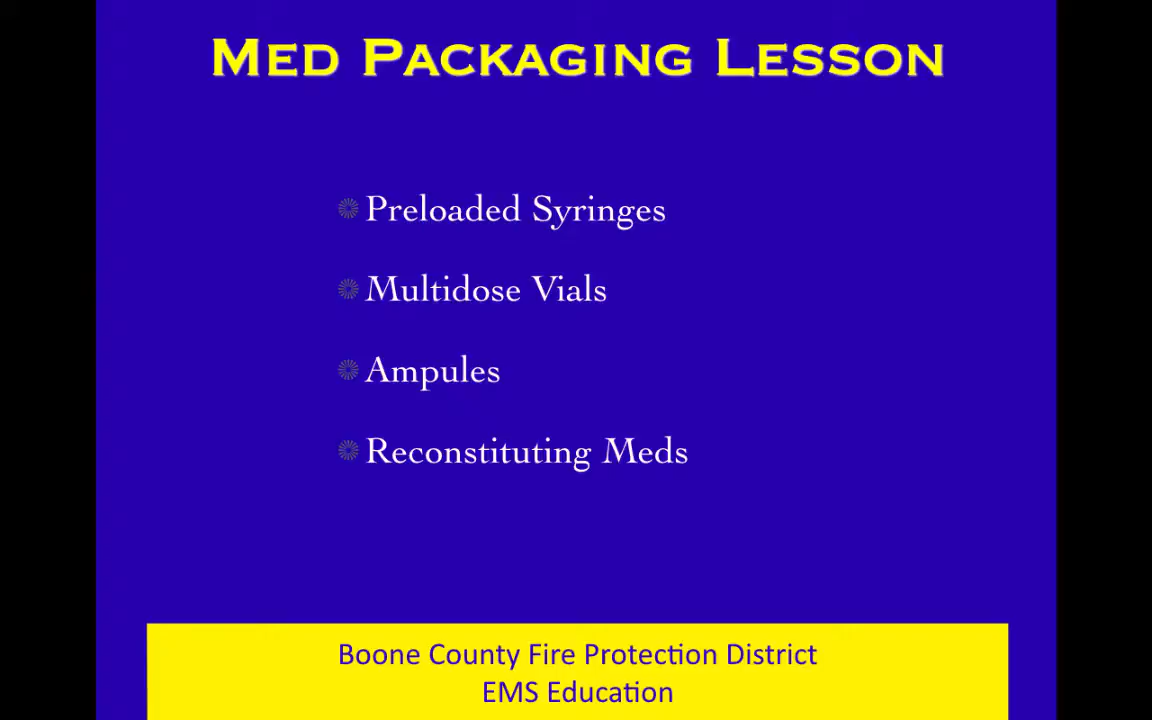 Med Packaging Lesson
Preloaded Syringes
Multidose Vials
Ampules
Reconstituting Meds
Boone County Fire Protection District
EMS Education